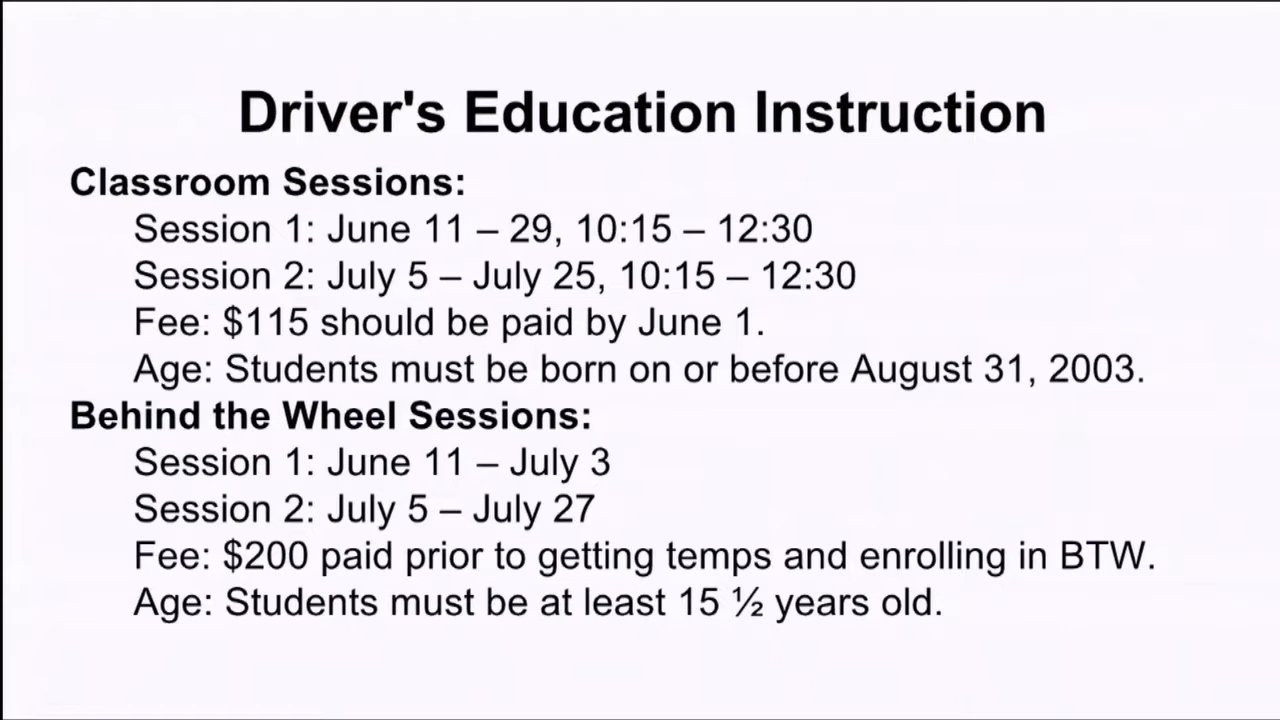 Driver's Education Instruction
Classroom Sessions:
Session 1: June 11 – 29, 10:15 – 12:30
Session 2: July 5 – July 25, 10:15 – 12:30
Fee: $115 should be paid by June 1.
Age: Students must be born on or before August 31, 2003.
Behind the Wheel Sessions:
Session 1: June 11 – July 3
Session 2: July 5 – July 27
Fee: $200 paid prior to getting temps and enrolling in BTW.
Age: Students must be at least 15 ½ years old.